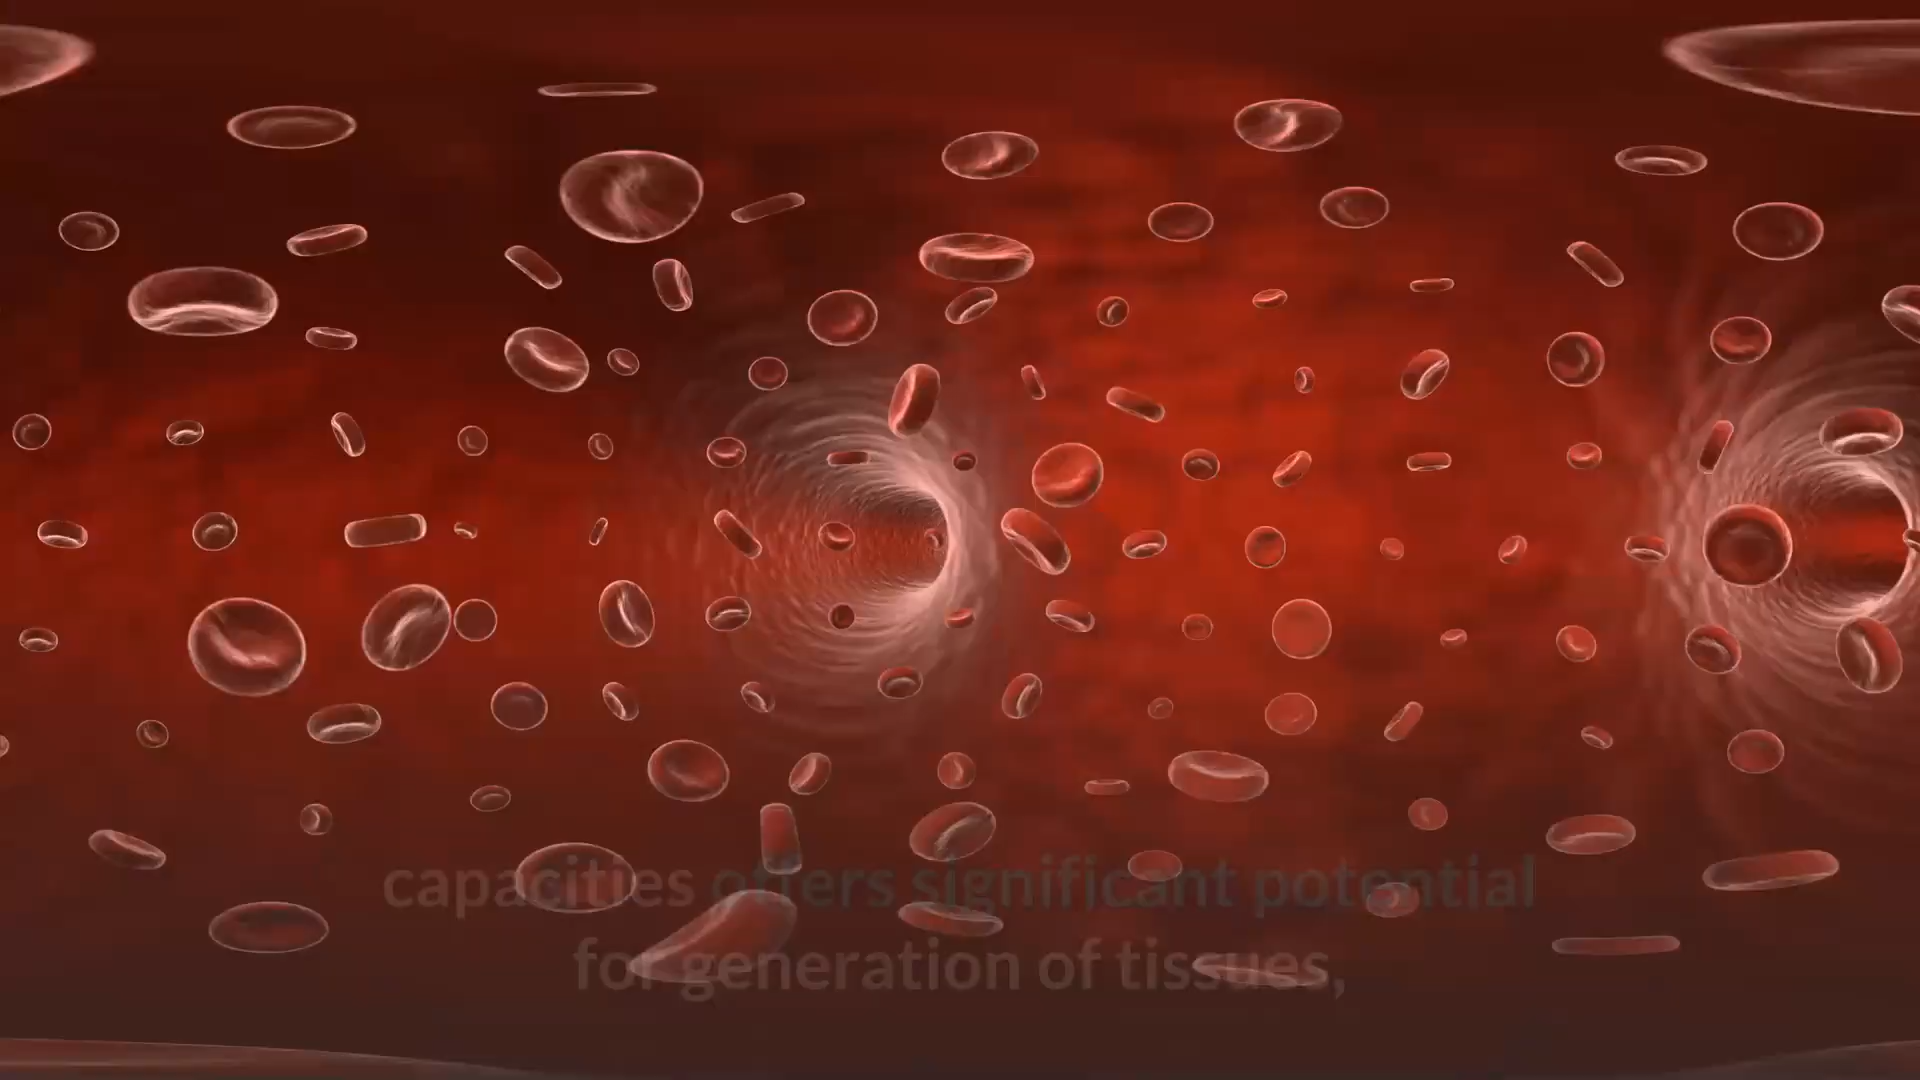 capacities offers significant potential
for generation of tissues,